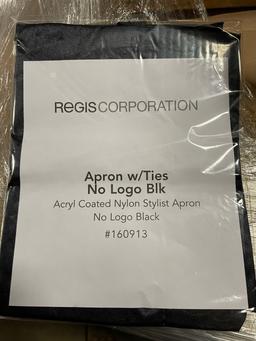 REGISCORPORATION
Apron w/Ties
No Logo Blk
Acryl Coated Nylon Stylist Apron
No Logo Black
#160913